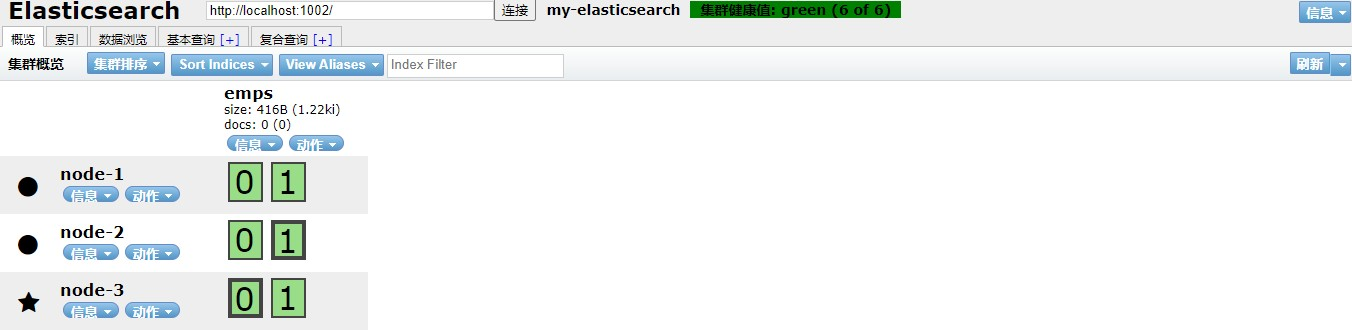 Elasticsearch http://localhost:1002/ 连接 my-elasticsearch 集群健康值: green (6 of 6) 信息
概览 索引 数据浏览 基本查询 [+] 复合查询 [+]
集群概览 集群排序 Sort Indices View Aliases Index Filter 刷新
emps
size: 416B (1.22ki)
docs: 0 (0)
信息 动作
node-1
信息 动作
0 1
node-2
信息 动作
0 1
node-3
信息 动作
0 1